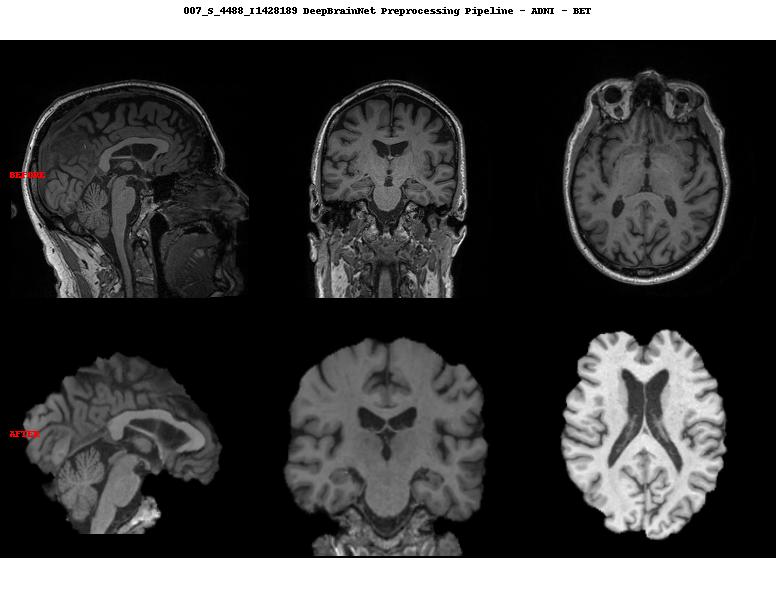 007_S_4488_I1428189 DeepBrainNet Preprocessing Pipeline - ADNI - BET
BEFORE
AFTER